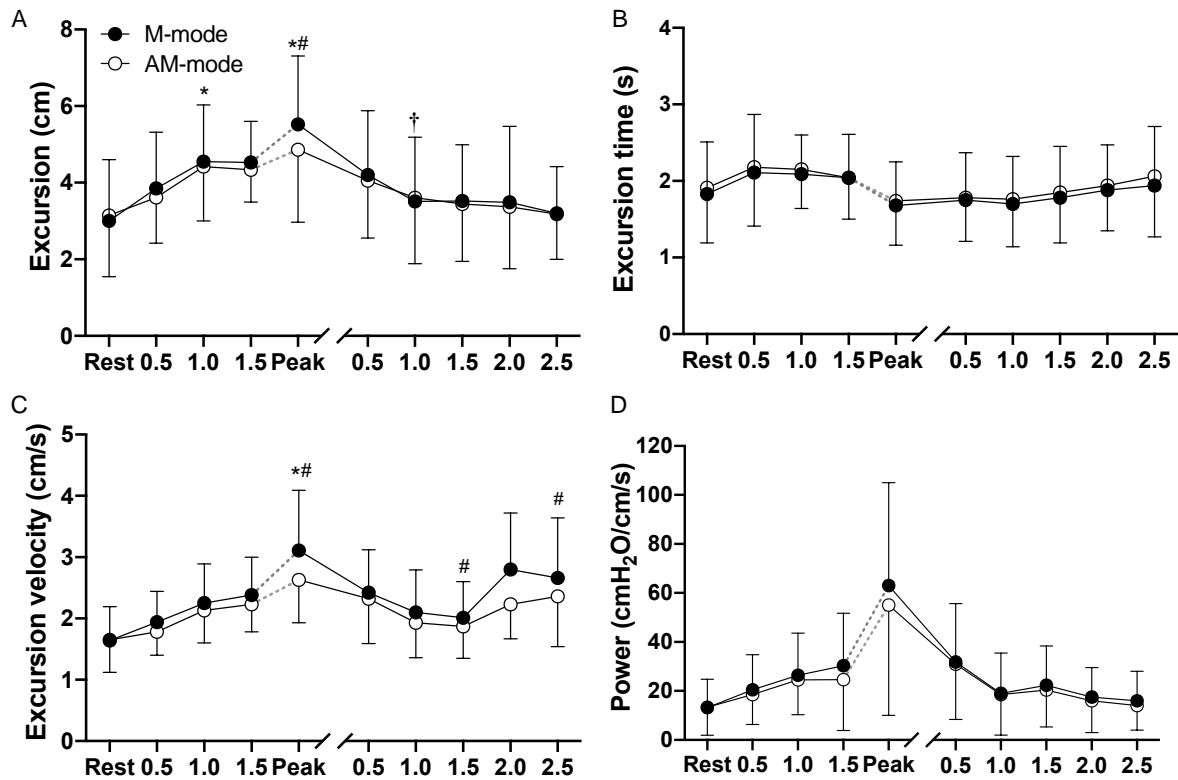 A
M-mode
AM-mode
Excursion (cm)
8
6
4
2
0
*
*#
†
Rest 0.5 1.0 1.5 Peak 0.5 1.0 1.5 2.0 2.5
B
Excursion time (s)
4
3
2
1
0
Rest 0.5 1.0 1.5 Peak 0.5 1.0 1.5 2.0 2.5
C
Excursion velocity (cm/s)
5
4
3
2
1
0
*#
#
#
Rest 0.5 1.0 1.5 Peak 0.5 1.0 1.5 2.0 2.5
D
Power (cmH₂O/cm/s)
120
100
80
60
40
20
0
Rest 0.5 1.0 1.5 Peak 0.5 1.0 1.5 2.0 2.5